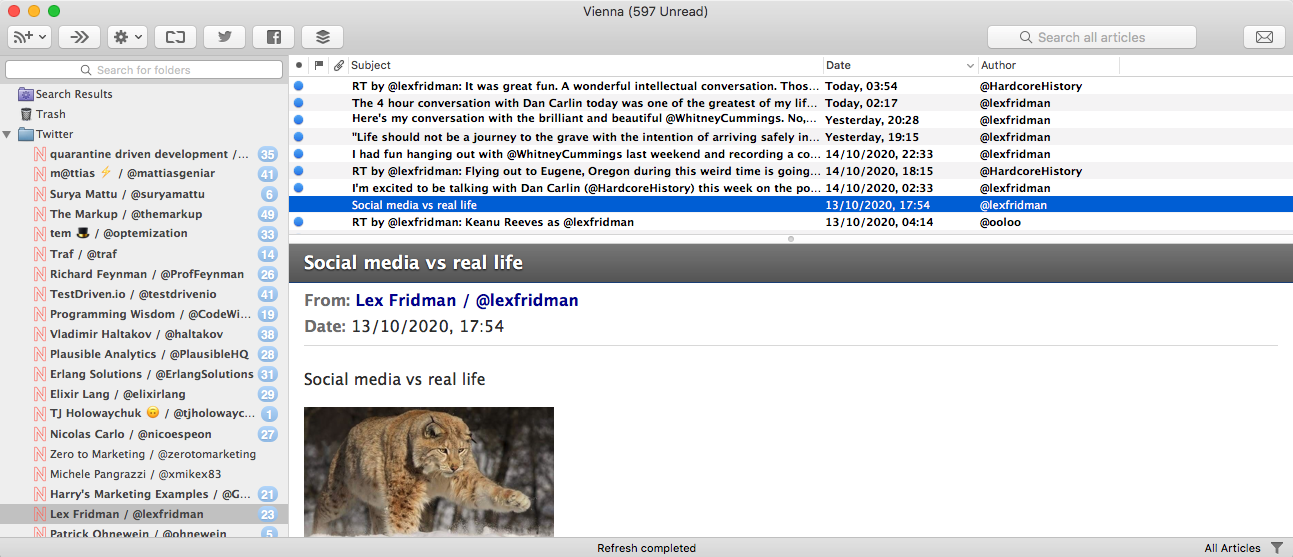 Vienna (597 Unread)
Search all articles
Search for folders
Search Results
Trash
Twitter
quarantine driven development /... 35
m@ttias ⚡ / @mattiasgeniar 41
Surya Mattu / @suryamattu 6
The Markup / @themarkup 49
tem 🎩 / @optemization 33
Traf / @traf 14
Richard Feynman / @ProfFeynman 26
TestDriven.io / @testdrivenio 41
Programming Wisdom / @CodeWi... 19
Vladimir Haltakov / @haltakov 38
Plausible Analytics / @PlausibleHQ 28
Erlang Solutions / @ErlangSolutions 31
Elixir Lang / @elixirlang 29
TJ Holowaychuk 🙃 / @tjholowayc... 1
Nicolas Carlo / @nicoespeon 27
Zero to Marketing / @zerotomarketing
Michele Pangrazzi / @xmikex83
Harry's Marketing Examples / @G... 21
Lex Fridman / @lexfridman 23
Patrick Ohnewein / @ohnewein 5
Subject Date Author
RT by @lexfridman: It was great fun. A wonderful intellectual conversation. Thos... Today, 03:54 @HardcoreHistory
The 4 hour conversation with Dan Carlin today was one of the greatest of my lif... Today, 02:17 @lexfridman
Here's my conversation with the brilliant and beautiful @WhitneyCummings. No,... Yesterday, 20:28 @lexfridman
"Life should not be a journey to the grave with the intention of arriving safely in... Yesterday, 19:15 @lexfridman
I had fun hanging out with @WhitneyCummings last weekend and recording a co... 14/10/2020, 22:33 @lexfridman
RT by @lexfridman: Flying out to Eugene, Oregon during this weird time is going... 14/10/2020, 18:15 @HardcoreHistory
I'm excited to be talking with Dan Carlin (@HardcoreHistory) this week on the po... 14/10/2020, 02:33 @lexfridman
Social media vs real life 13/10/2020, 17:54 @lexfridman
RT by @lexfridman: Keanu Reeves as @lexfridman 13/10/2020, 04:14 @ooloo
Social media vs real life
From: Lex Fridman / @lexfridman
Date: 13/10/2020, 17:54
Social media vs real life
Refresh completed
All Articles